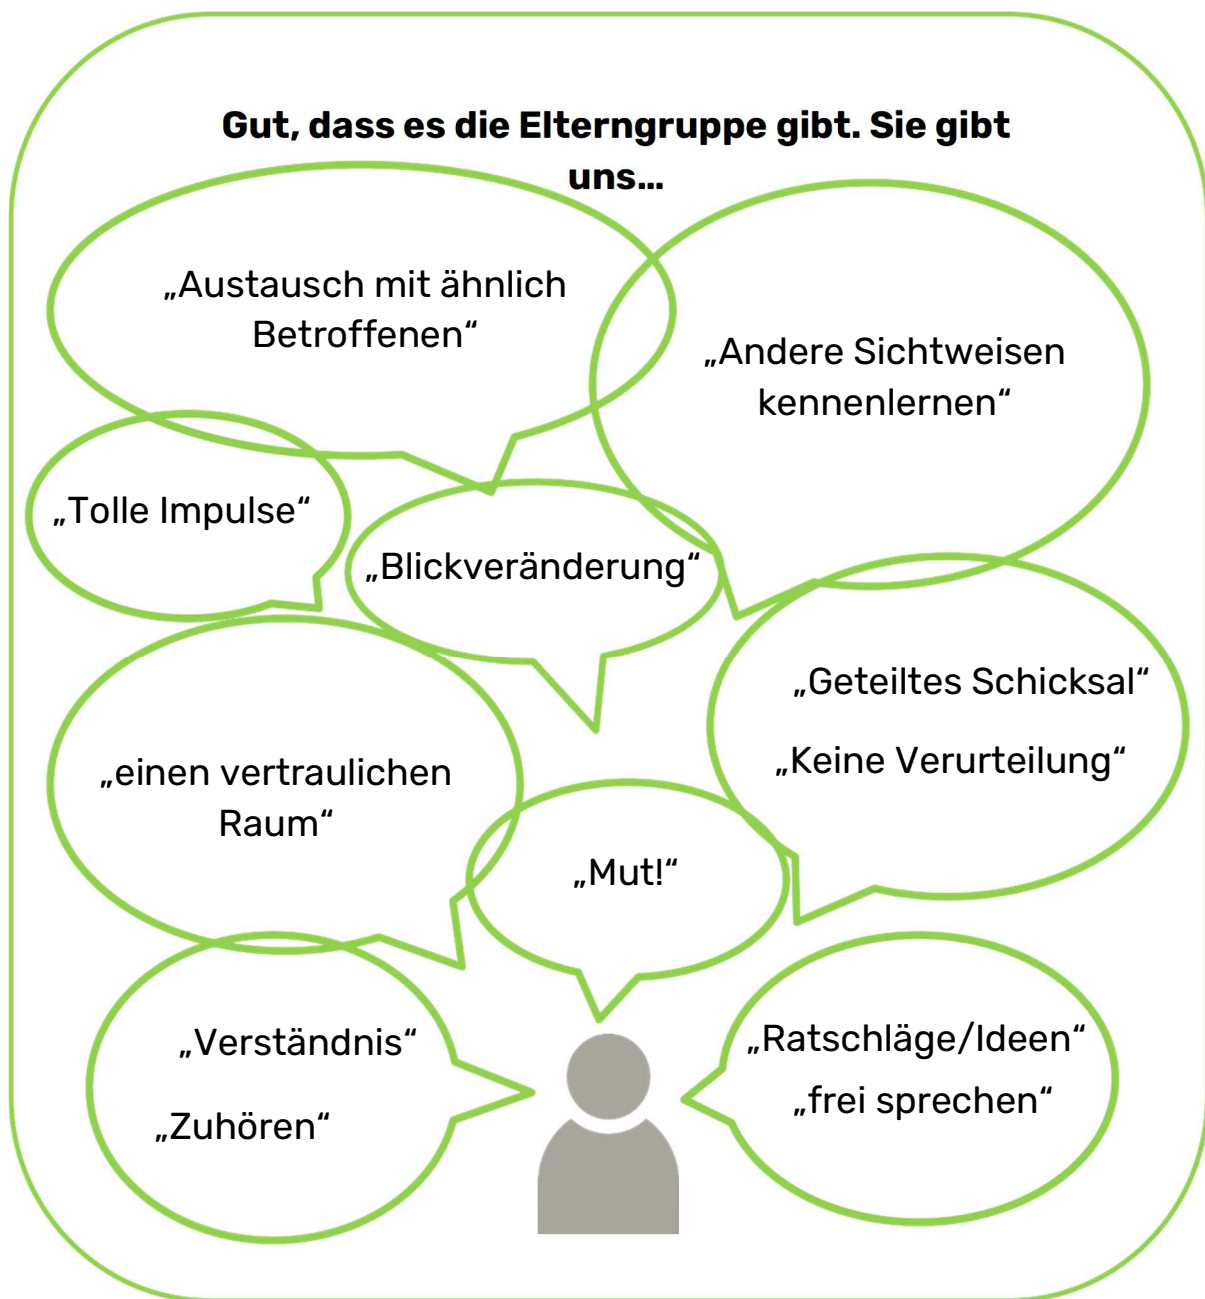 Gut, dass es die Elterngruppe gibt. Sie gibt
uns...
„Austausch mit ähnlich
Betroffenen“
„Andere Sichtweisen
kennenlernen“
„Tolle Impulse“
„Blickveränderung“
„Geteiltes Schicksal“
„Keine Verurteilung“
„einen vertraulichen
Raum“
„Mut!“
„Verständnis“
„Zuhören“
„Ratschläge/Ideen“
„frei sprechen“